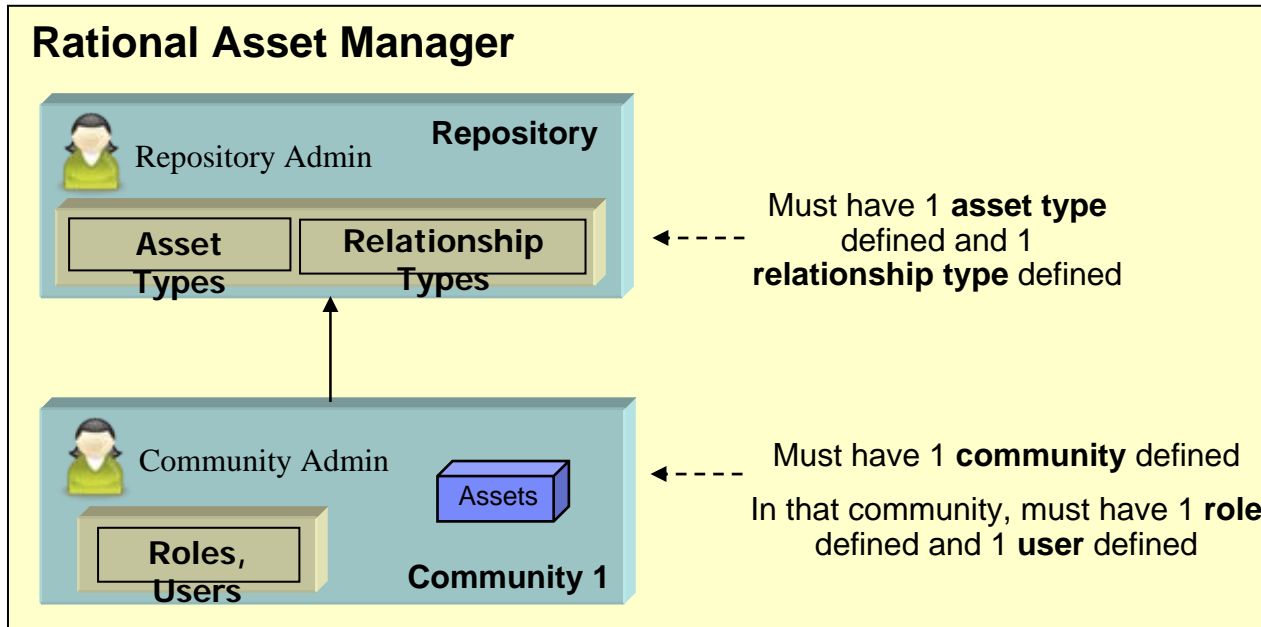 Rational Asset Manager
Repository
Repository Admin
Asset
Types
Relationship
Types
Must have 1 asset type
defined and 1
relationship type defined
Community Admin
Assets
Roles,
Users
Community 1
Must have 1 community defined
In that community, must have 1 role
defined and 1 user defined